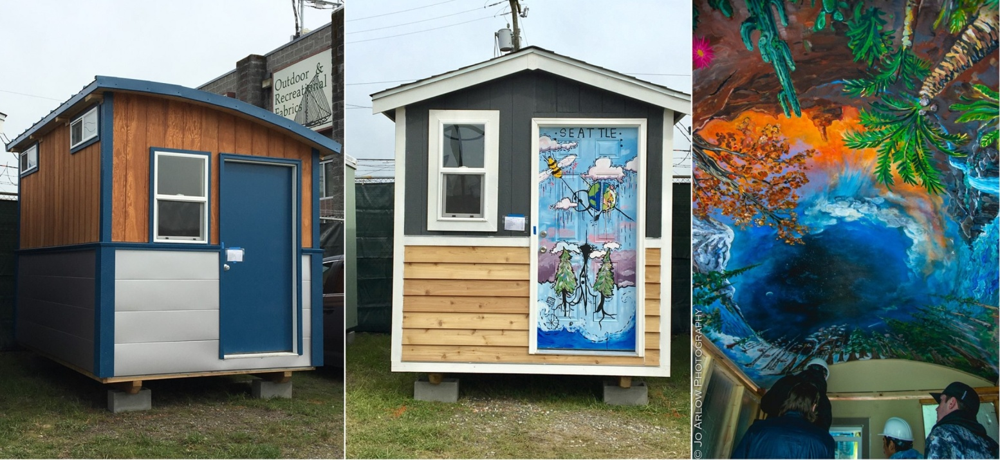 Outdoor &
Recreational
Fabrics
·SEATTLE·
© Jo Arlow Photography